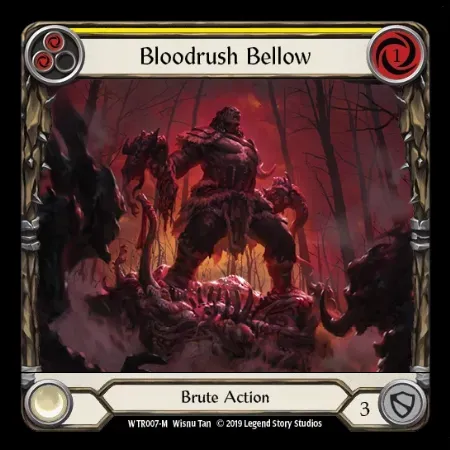 Bloodrush Bellow
1
Brute Action
3
WTR007-M Wisnu Tan © 2019 Legend Story Studios